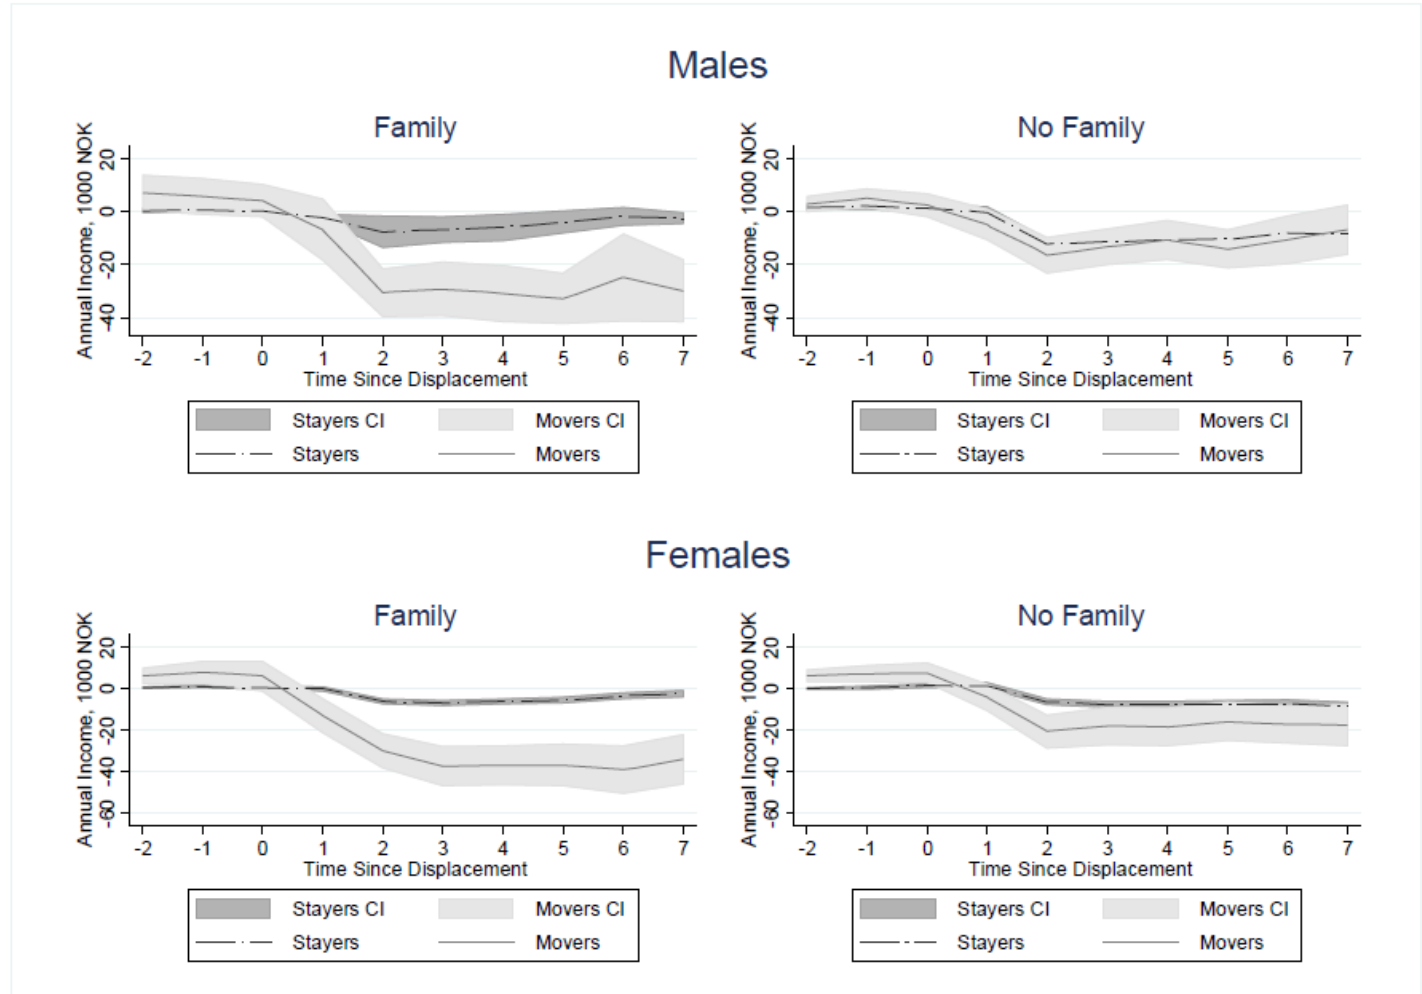 Males
Family
Annual Income, 1000 NOK
20
0
-20
-40
-2 -1 0 1 2 3 4 5 6 7
Time Since Displacement
Stayers CI Movers CI
Stayers Movers
No Family
Annual Income, 1000 NOK
20
0
-20
-40
-2 -1 0 1 2 3 4 5 6 7
Time Since Displacement
Stayers CI Movers CI
Stayers Movers
Females
Family
Annual Income, 1000 NOK
20
0
-20
-40
-60
-2 -1 0 1 2 3 4 5 6 7
Time Since Displacement
Stayers CI Movers CI
Stayers Movers
No Family
Annual Income, 1000 NOK
20
0
-20
-40
-60
-2 -1 0 1 2 3 4 5 6 7
Time Since Displacement
Stayers CI Movers CI
Stayers Movers